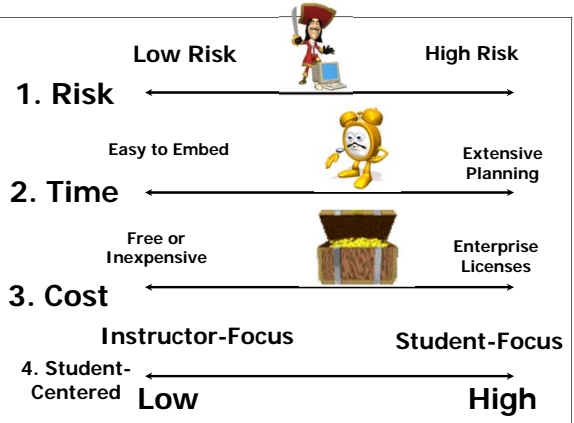 Low Risk
High Risk
1. Risk
Easy to Embed
Extensive
Planning
2. Time
Free or
Inexpensive
Enterprise
Licenses
3. Cost
Instructor-Focus
Student-Focus
4. Student-
Centered
Low
High